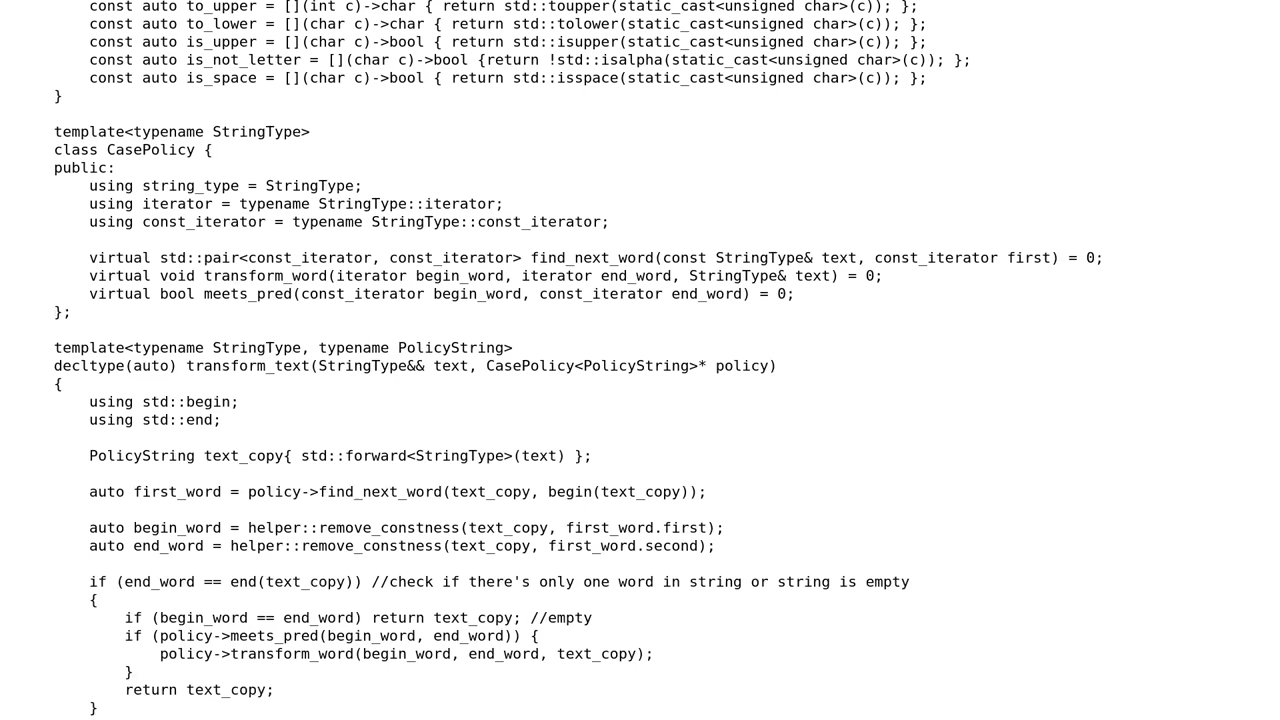 const auto to_upper = [](int c)->char { return std::toupper(static_cast<unsigned char>(c)); };
const auto to_lower = [](char c)->char { return std::tolower(static_cast<unsigned char>(c)); };
const auto is_upper = [](char c)->bool { return std::isupper(static_cast<unsigned char>(c)); };
const auto is_not_letter = [](char c)->bool {return !std::isalpha(static_cast<unsigned char>(c)); };
const auto is_space = [](char c)->bool { return std::isspace(static_cast<unsigned char>(c)); };
}
template<typename StringType>
class CasePolicy {
public:
using string_type = StringType;
using iterator = typename StringType::iterator;
using const_iterator = typename StringType::const_iterator;
virtual std::pair<const_iterator, const_iterator> find_next_word(const StringType& text, const_iterator first) = 0;
virtual void transform_word(iterator begin_word, iterator end_word, StringType& text) = 0;
virtual bool meets_pred(const_iterator begin_word, const_iterator end_word) = 0;
};
template<typename StringType, typename PolicyString>
decltype(auto) transform_text(StringType&& text, CasePolicy<PolicyString>* policy)
{
using std::begin;
using std::end;
PolicyString text_copy{ std::forward<StringType>(text) };
auto first_word = policy->find_next_word(text_copy, begin(text_copy));
auto begin_word = helper::remove_constness(text_copy, first_word.first);
auto end_word = helper::remove_constness(text_copy, first_word.second);
if (end_word == end(text_copy)) //check if there's only one word in string or string is empty
{
if (begin_word == end_word) return text_copy; //empty
if (policy->meets_pred(begin_word, end_word)) {
policy->transform_word(begin_word, end_word, text_copy);
}
return text_copy;
}